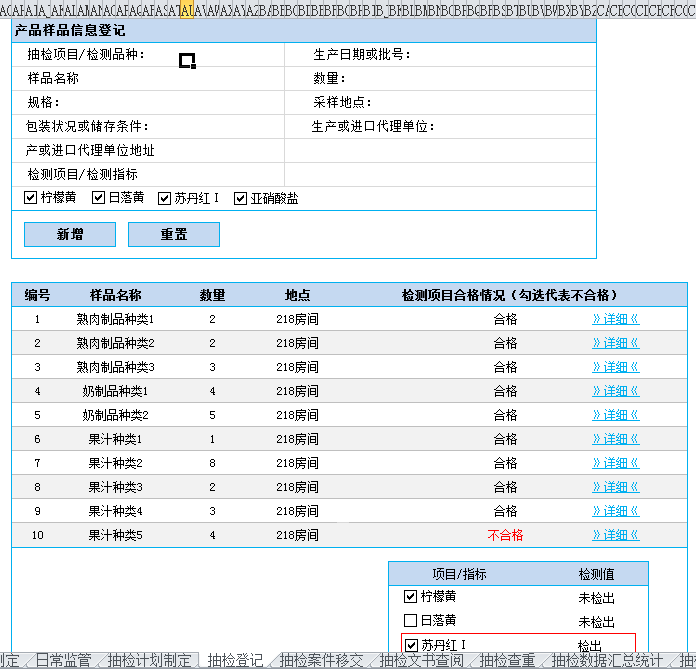 产品样品信息登记
抽检项目/检测品种： 生产日期或批号：
样品名称 数量：
规格： 采样地点：
包装状况或储存条件： 生产或进口代理单位：
产或进口代理单位地址
检测项目/检测指标
柠檬黄 日落黄 苏丹红Ⅰ 亚硝酸盐
新增 重置
编号 样品名称 数量 地点 检测项目合格情况（勾选代表不合格）
1 熟肉制品种类1 2 218房间 合格 》详细《
2 熟肉制品种类2 2 218房间 合格 》详细《
3 熟肉制品种类3 3 218房间 合格 》详细《
4 奶制品种类1 4 218房间 合格 》详细《
5 奶制品种类2 5 218房间 合格 》详细《
6 果汁种类1 1 218房间 合格 》详细《
7 果汁种类2 8 218房间 合格 》详细《
8 果汁种类3 2 218房间 合格 》详细《
9 果汁种类4 3 218房间 合格 》详细《
10 果汁种类5 4 218房间 不合格 》详细《
项目/指标 检测值
柠檬黄 未检出
日落黄 未检出
苏丹红Ⅰ 检出
制定 日常监管 抽检计划制定 抽检登记 抽检案件移交 抽检文书查阅 抽检查重 抽检数据汇总统计 抽